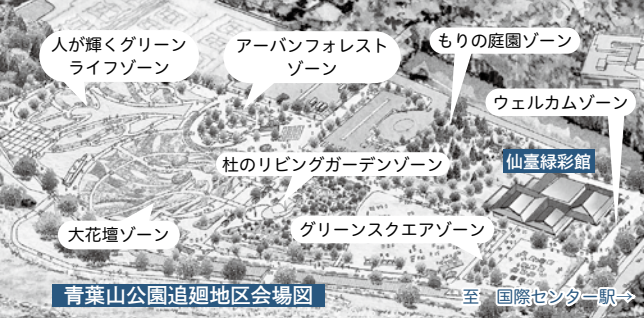 人が輝くグリーン
ライフゾーン
アーバンフォレスト
ゾーン
もりの庭園ゾーン
ウェルカムゾーン
杜のリビングガーデンゾーン
仙臺緑彩館
大花壇ゾーン
グリーンスクエアゾーン
青葉山公園追廻地区会場図
至　国際センター駅→